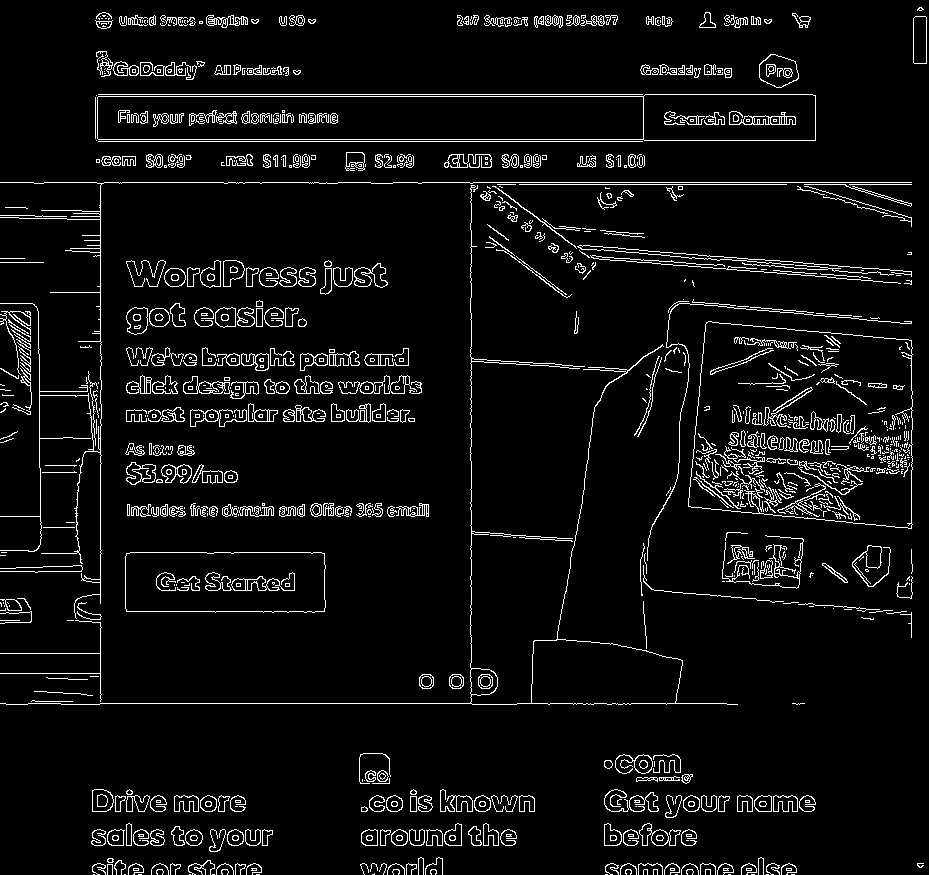 United States - English USD 24/7 Support (480) 505-8877 Help Sign In
GoDaddy™ All Products GoDaddy Blog Pro
Find your perfect domain name Search Domain
.com $0.99* .net $11.99* .co $2.99 .CLUB $0.99* .us $1.00
WordPress just
got easier.
We've brought point and
click design to the world's
most popular site builder.
As low as
$3.99/mo
Includes free domain and Office 365 email!
Get Started
Make a bold
statement—
.co
.com
Drive more
sales to your
site or store
.co is known
around the
world
Get your name
before
someone else